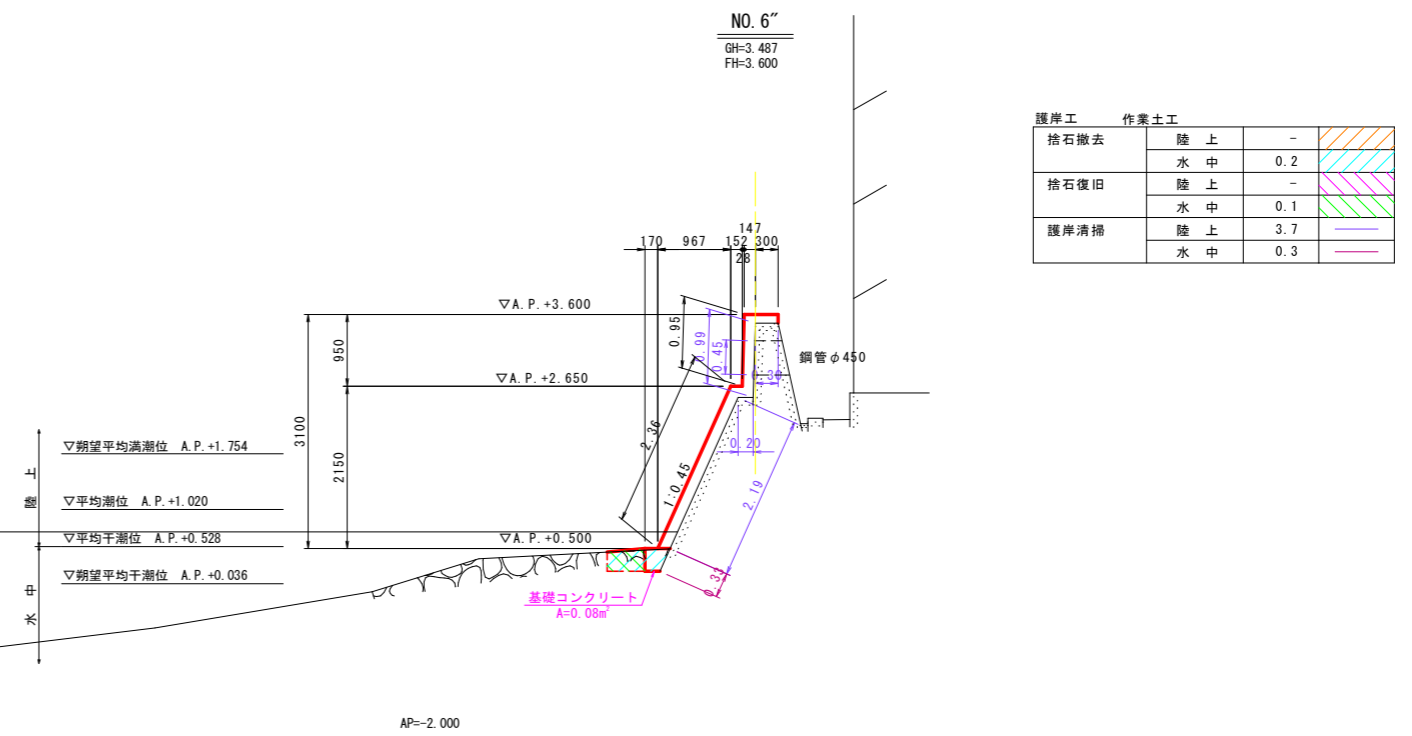 NO. 6″
GH=3. 487
FH=3. 600
護岸工 作業土工
捨石撤去 陸 上 -
水 中 0. 2
捨石復旧 陸 上 -
水 中 0. 1
護岸清掃 陸 上 3. 7
水 中 0. 3
147
170 967 152 300
28
▽A. P. +3. 600
0.95
0.99
0.45
950
鋼管φ450
0.30
▽A. P. +2. 650
3100
2.36
0.20
▽朔望平均満潮位 A. P. +1. 754
2150
1:0.45
2.19
陸 上
▽平均潮位 A. P. +1. 020
▽平均干潮位 A. P. +0. 528
▽A. P. +0. 500
▽朔望平均干潮位 A. P. +0. 036
0.33
水 中
基礎コンクリート
A=0. 08㎡
AP=-2. 000